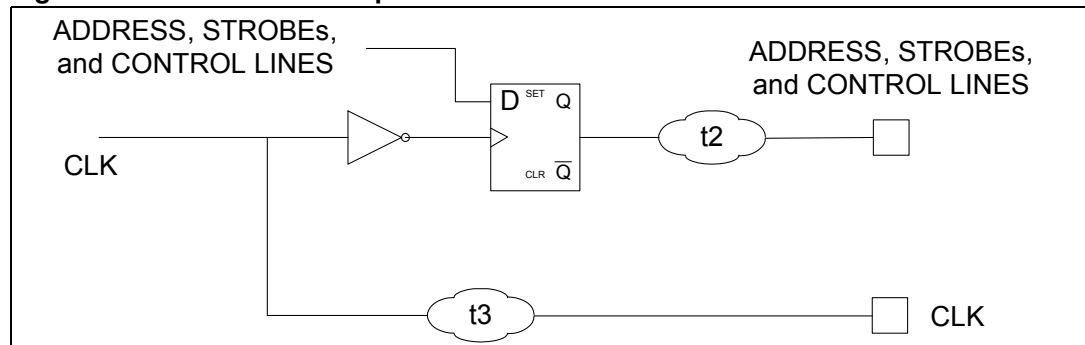 ADDRESS, STROBEs,
and CONTROL LINES
ADDRESS, STROBEs,
and CONTROL LINES
D SET Q
t2
CLK
CLR Q̅
t3
CLK